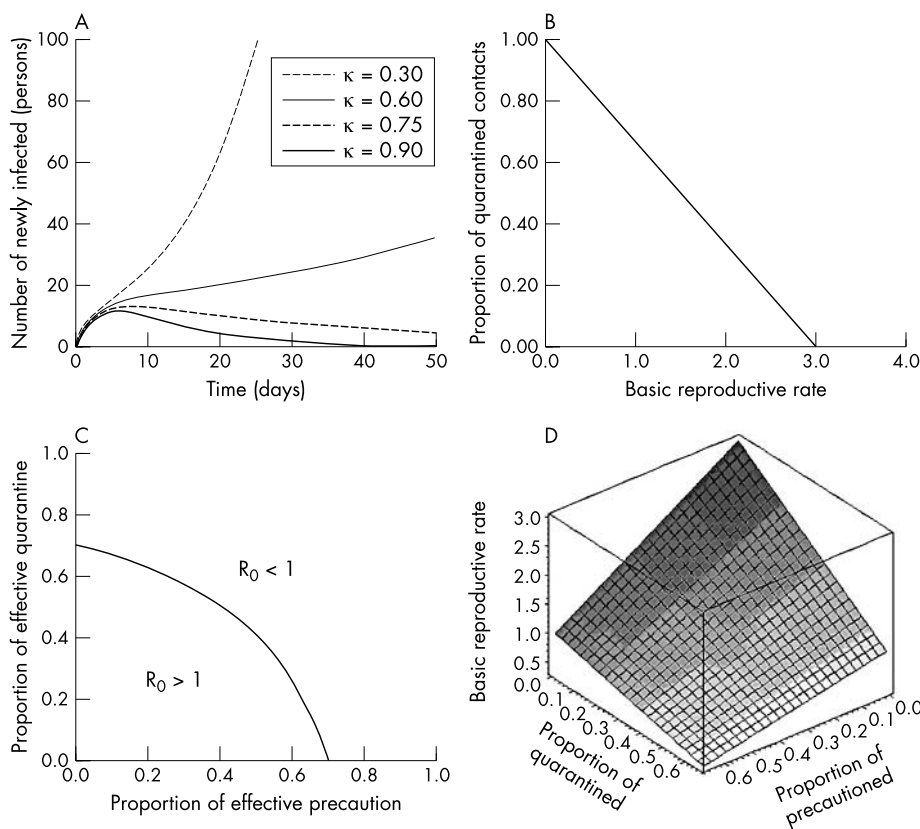 A
Number of newly infected (persons)
100
80
60
40
20
0
κ = 0.30
κ = 0.60
κ = 0.75
κ = 0.90
0 10 20 30 40 50
Time (days)
B
Proportion of quarantined contacts
1.00
0.80
0.60
0.40
0.20
0.00
0.0 1.0 2.0 3.0 4.0
Basic reproductive rate
C
Proportion of effective quarantine
1.0
0.8
0.6
0.4
0.2
0.0
R0 < 1
R0 > 1
0.0 0.2 0.4 0.6 0.8 1.0
Proportion of effective precaution
D
Basic reproductive rate
3.0
2.5
2.0
1.5
1.0
0.5
0.0
0.1
0.2
0.3
0.4
0.5
0.6
Proportion of
quarantined
0.6 0.5 0.4 0.3 0.2 0.1 0.0
Proportion of
precautioned